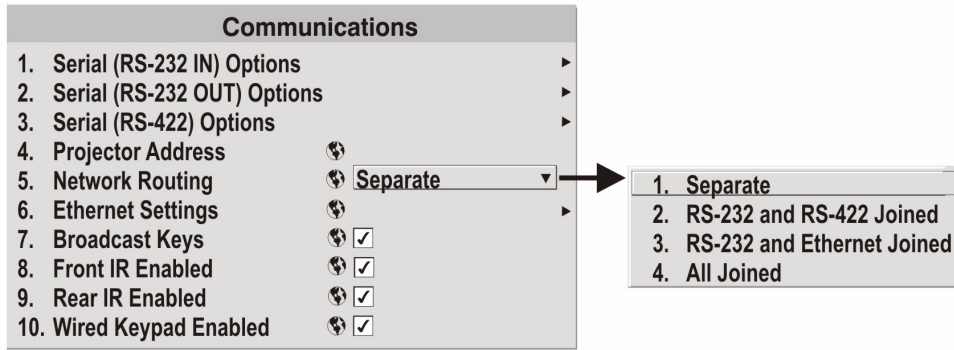 Communications
1. Serial (RS-232 IN) Options
2. Serial (RS-232 OUT) Options
3. Serial (RS-422) Options
4. Projector Address
5. Network Routing Separate
6. Ethernet Settings
7. Broadcast Keys
8. Front IR Enabled
9. Rear IR Enabled
10. Wired Keypad Enabled
1. Separate
2. RS-232 and RS-422 Joined
3. RS-232 and Ethernet Joined
4. All Joined